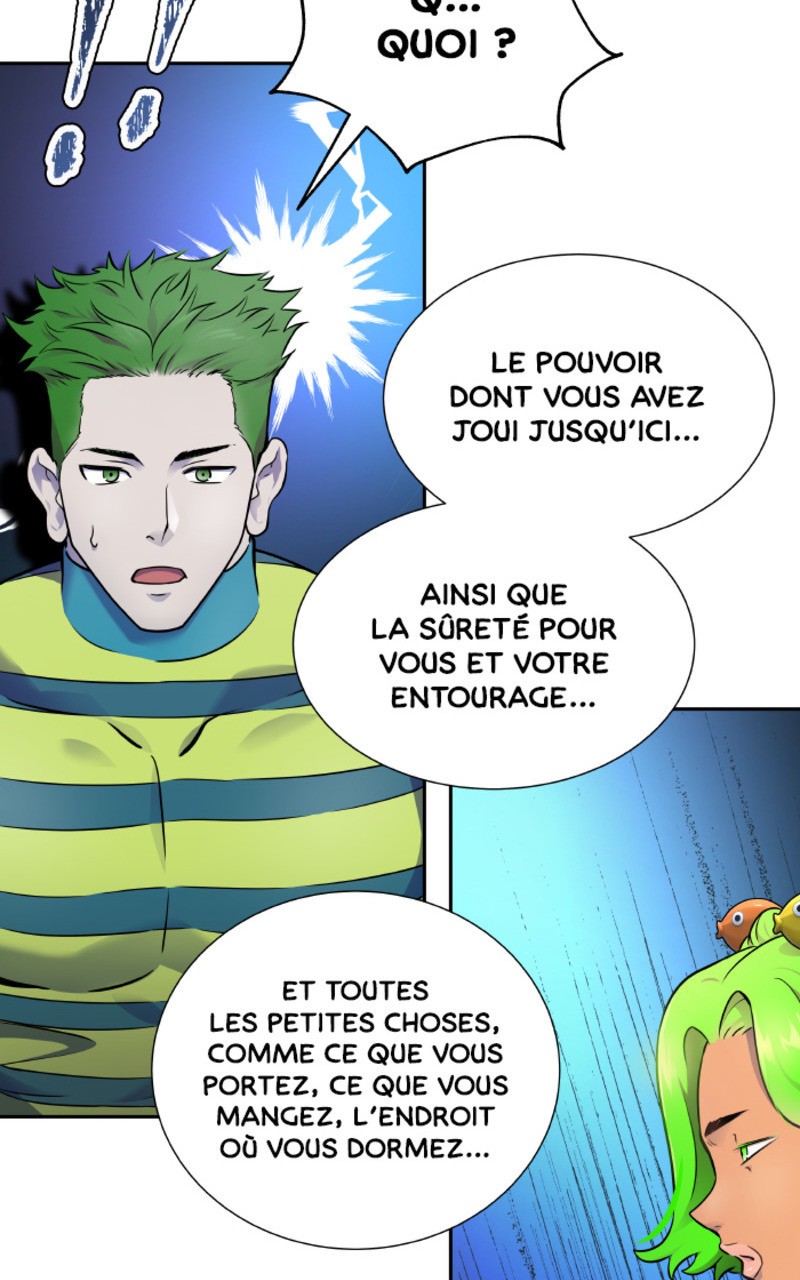 Q...
QUOI ?
LE POUVOIR
DONT VOUS AVEZ
JOUI JUSQU'ICI...
AINSI QUE
LA SÛRETÉ POUR
VOUS ET VOTRE
ENTOURAGE...
ET TOUTES
LES PETITES CHOSES,
COMME CE QUE VOUS
PORTEZ, CE QUE VOUS
MANGEZ, L'ENDROIT
OÙ VOUS DORMEZ...